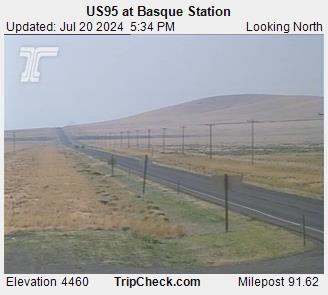 US95 at Basque Station
Updated: Jul 20 2024 5:34 PM Looking North
Elevation 4460 TripCheck.com Milepost 91.62